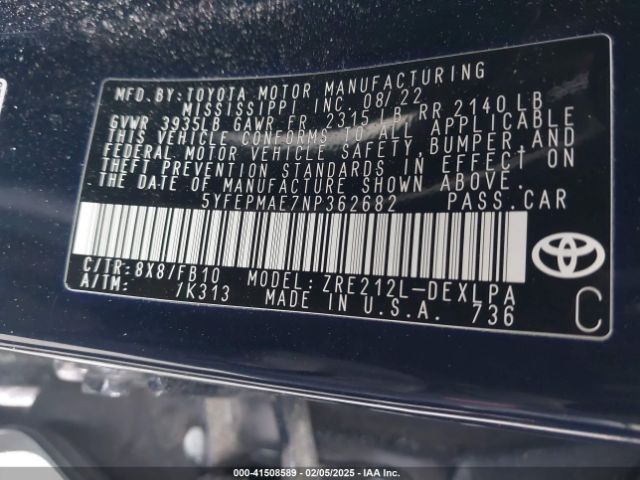 MFD. BY: TOYOTA MOTOR MANUFACTURING
MISSISSIPPI INC. 08/22
GVWR 3935LB GAWR FR 2315LB RR 2140LB
THIS VEHICLE CONFORMS TO ALL APPLICABLE
FEDERAL MOTOR VEHICLE SAFETY, BUMPER,AND
THEFT PREVENTION STANDARDS IN EFFECT ON
THE DATE OF MANUFACTURE SHOWN ABOVE.
5YFEPMAE7NP362682 PASS.CAR
C/TR:8X8/FB10 MODEL:ZRE212L-DEXLPA
A/TM: /K313 MADE IN U.S.A. 736
C
000-41508589 - 02/05/2025 - IAA, Inc.